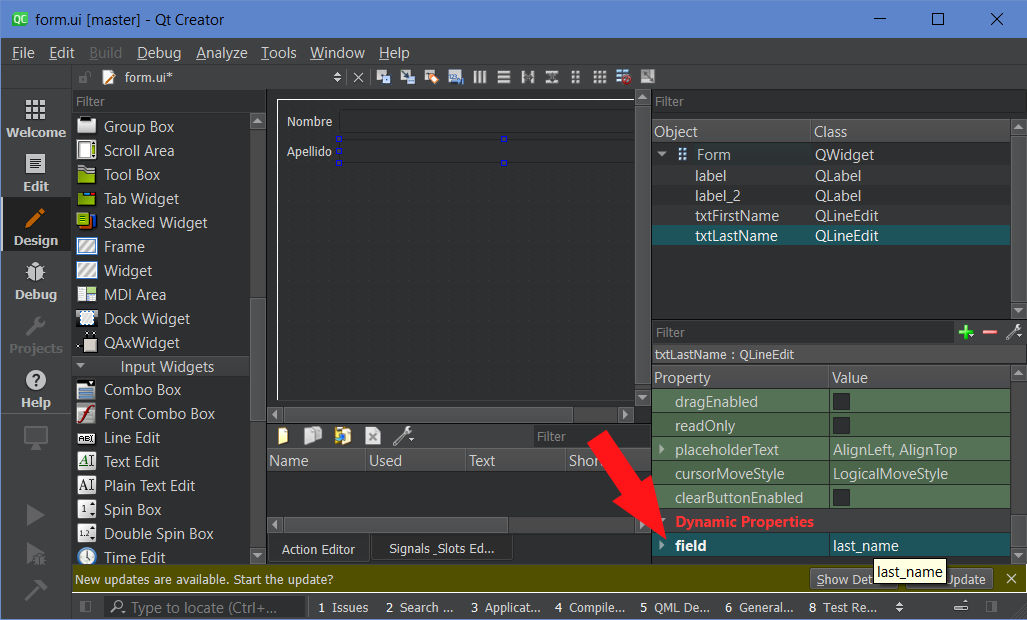 QC form.ui [master] - Qt Creator
File Edit Build Debug Analyze Tools Window Help
form.ui*
Welcome
Edit
Design
Debug
Projects
Help
Filter
Group Box
Scroll Area
Tool Box
Tab Widget
Stacked Widget
Frame
Widget
MDI Area
Dock Widget
QAxWidget
Input Widgets
Combo Box
Font Combo Box
Line Edit
Text Edit
Plain Text Edit
Spin Box
Double Spin Box
Time Edit
Nombre
Apellido
Filter
Name Used Text Shor
Action Editor Signals _Slots Ed...
Filter
Object Class
Form QWidget
label QLabel
label_2 QLabel
txtFirstName QLineEdit
txtLastName QLineEdit
Filter
txtLastName : QLineEdit
Property Value
dragEnabled
readOnly
placeholderText AlignLeft, AlignTop
cursorMoveStyle LogicalMoveStyle
clearButtonEnabled
Dynamic Properties
field last_name
last_name
New updates are available. Start the update? Show Det Update
Type to locate (Ctrl+... 1 Issues 2 Search ... 3 Applicat... 4 Compile... 5 QML De... 6 General... 8 Test Re...